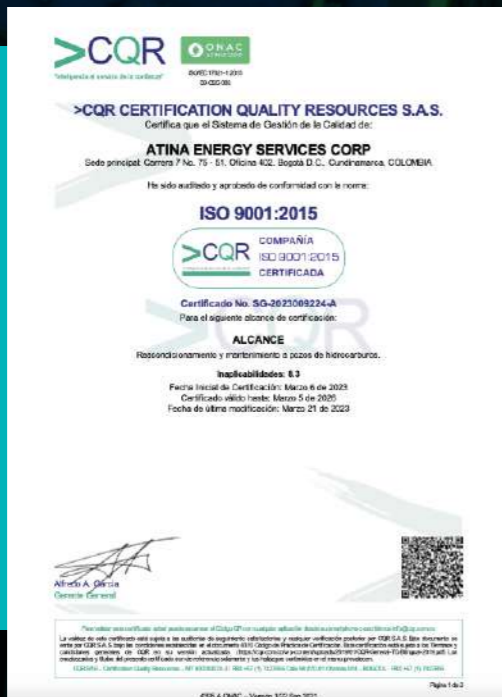 >CQR
ONAC
"Inteligencia al servicio de la confianza"
>CQR CERTIFICATION QUALITY RESOURCES S.A.S.
Certifica que el Sistema de Gestión de la Calidad de:
ATINA ENERGY SERVICES CORP
Sede principal: Carrera 7 No. 75 - 51, Oficina 402. Bogotá D.C., Cundinamarca, COLOMBIA
Ha sido auditado y aprobado de conformidad con la norma:
ISO 9001:2015
>CQR
COMPAÑÍA
ISO 9001:2015
CERTIFICADA
Certificado No. SG-2023009224-A
Para el siguiente alcance de certificación:
ALCANCE
Reacondicionamiento y mantenimiento a pozos de hidrocarburos.
Inaplicabilidades: 8.3
Fecha Inicial de Certificación: Marzo 6 de 2023
Certificado válido hasta: Marzo 5 de 2026
Fecha de última modificación: Marzo 21 de 2023
Alfredo A. García
Gerente General
Página 1 de 2